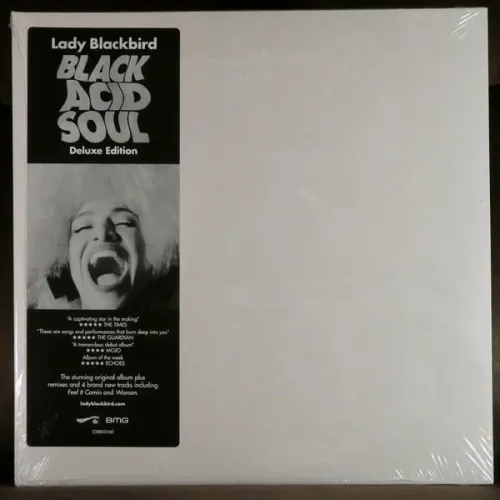 Lady Blackbird
BLACK
ACID
SOUL
Deluxe Edition
"A captivating star in the making"
★★★★★ THE TIMES
"These are songs and performances that burn deep into you"
★★★★★ THE GUARDIAN
"A tremendous debut album"
★★★★ MOJO
Album of the week
★★★★★ ECHOES
The stunning original album plus
remixes and 4 brand new tracks including
Feel It Comin and Woman.
ladyblackbird.com
BMG